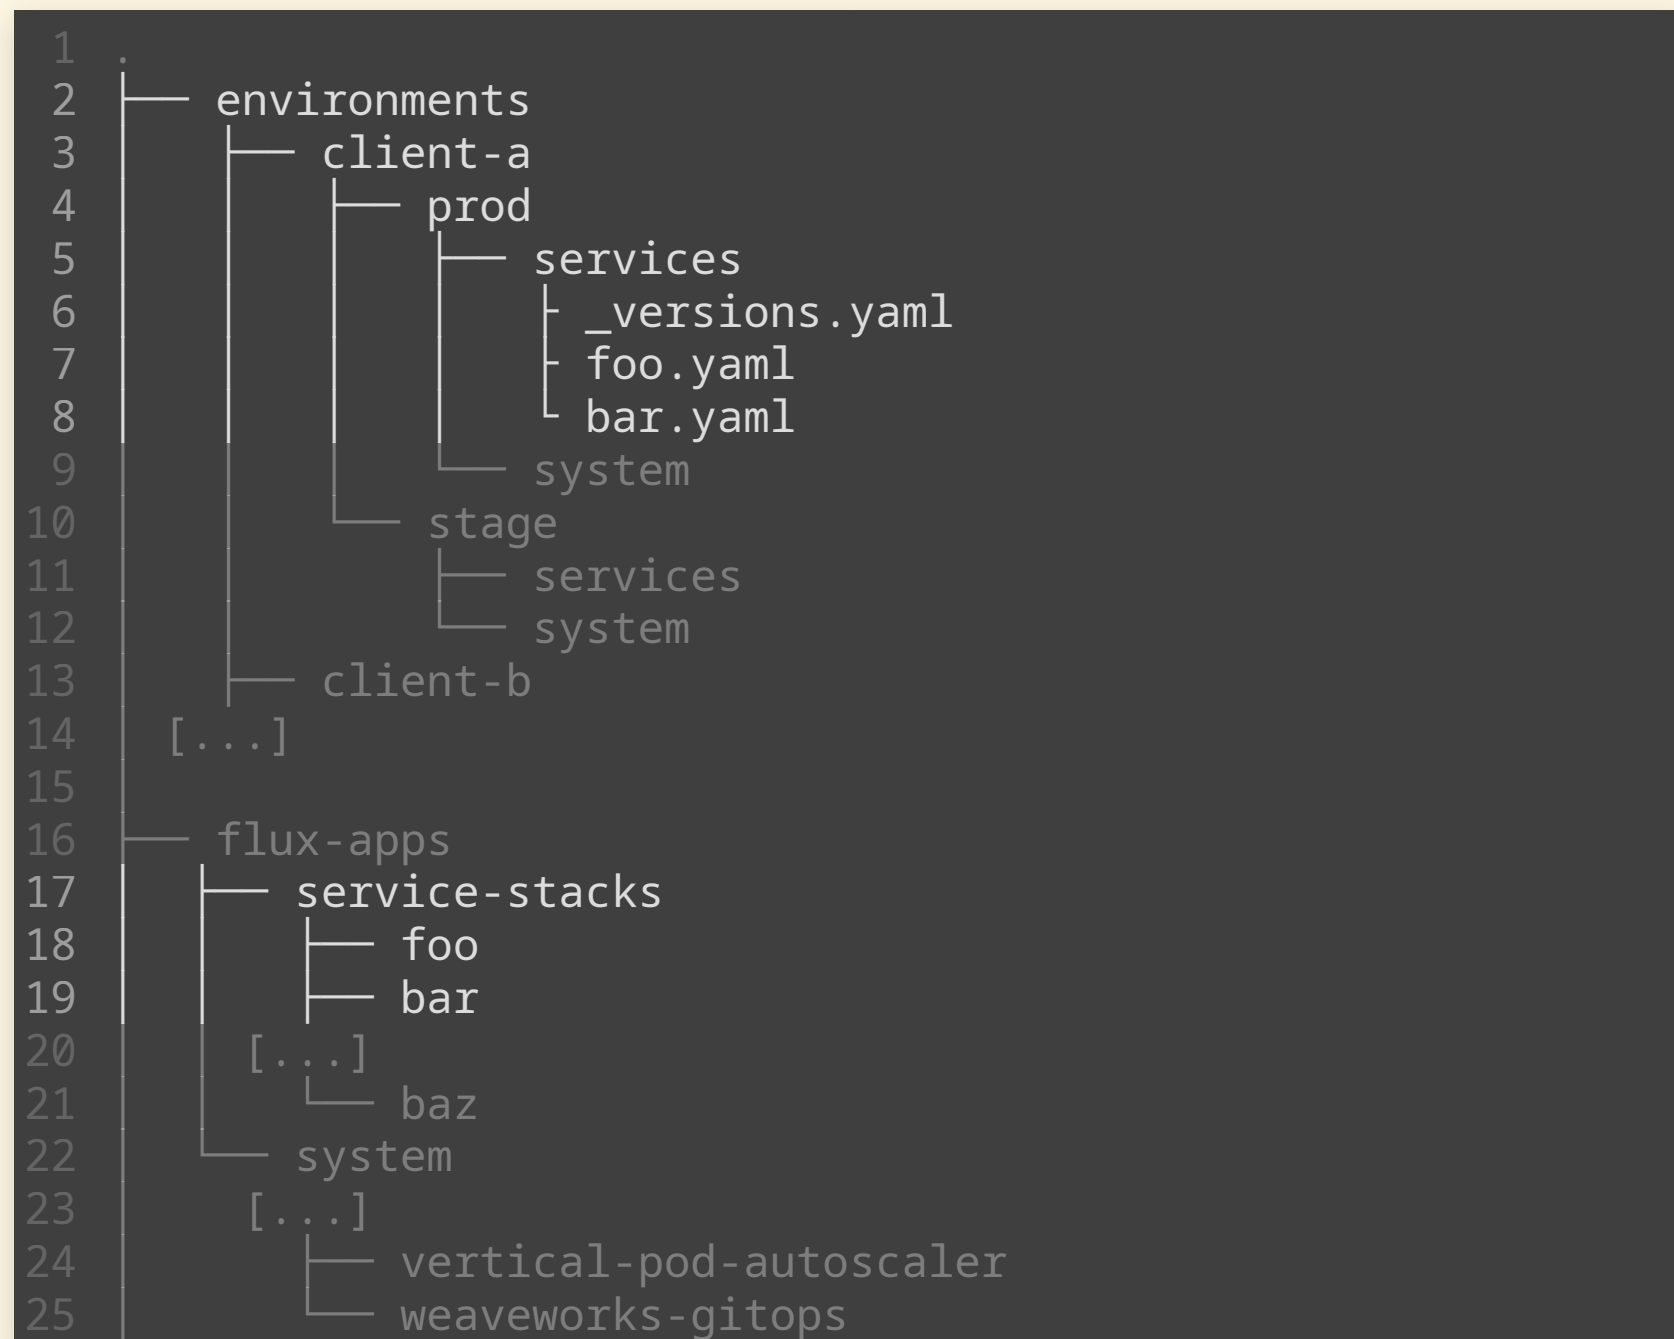 1 .
2 ├── environments
3 │   ├── client-a
4 │   │   ├── prod
5 │   │   │   ├── services
6 │   │   │   │   ├ _versions.yaml
7 │   │   │   │   ├ foo.yaml
8 │   │   │   │   └ bar.yaml
9 │   │   │   └── system
10 │   │   └── stage
11 │   │       ├── services
12 │   │       └── system
13 │   ├── client-b
14 │ [...]
15 │
16 ├── flux-apps
17 │  ├── service-stacks
18 │  │   ├── foo
19 │  │   ├── bar
20 │  │ [...]
21 │  │   └── baz
22 │  └── system
23 │    [...]
24 │      ├── vertical-pod-autoscaler
25 │      └── weaveworks-gitops